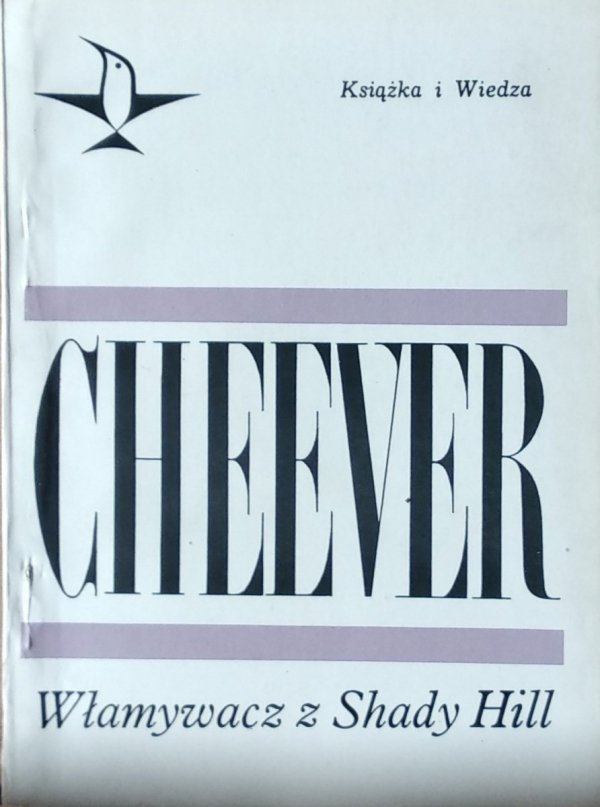 Książka i Wiedza
CHEEVER
Włamywacz z Shady Hill